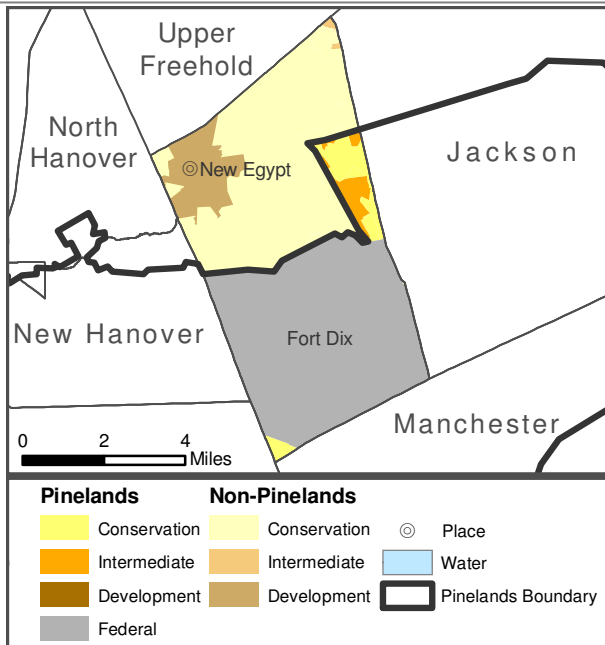 Upper
Freehold
North
Hanover
Jackson
New Egypt
New Hanover
Fort Dix
Manchester
0 2 4
Miles
Pinelands Non-Pinelands
Conservation Conservation Place
Intermediate Intermediate Water
Development Development Pinelands Boundary
Federal